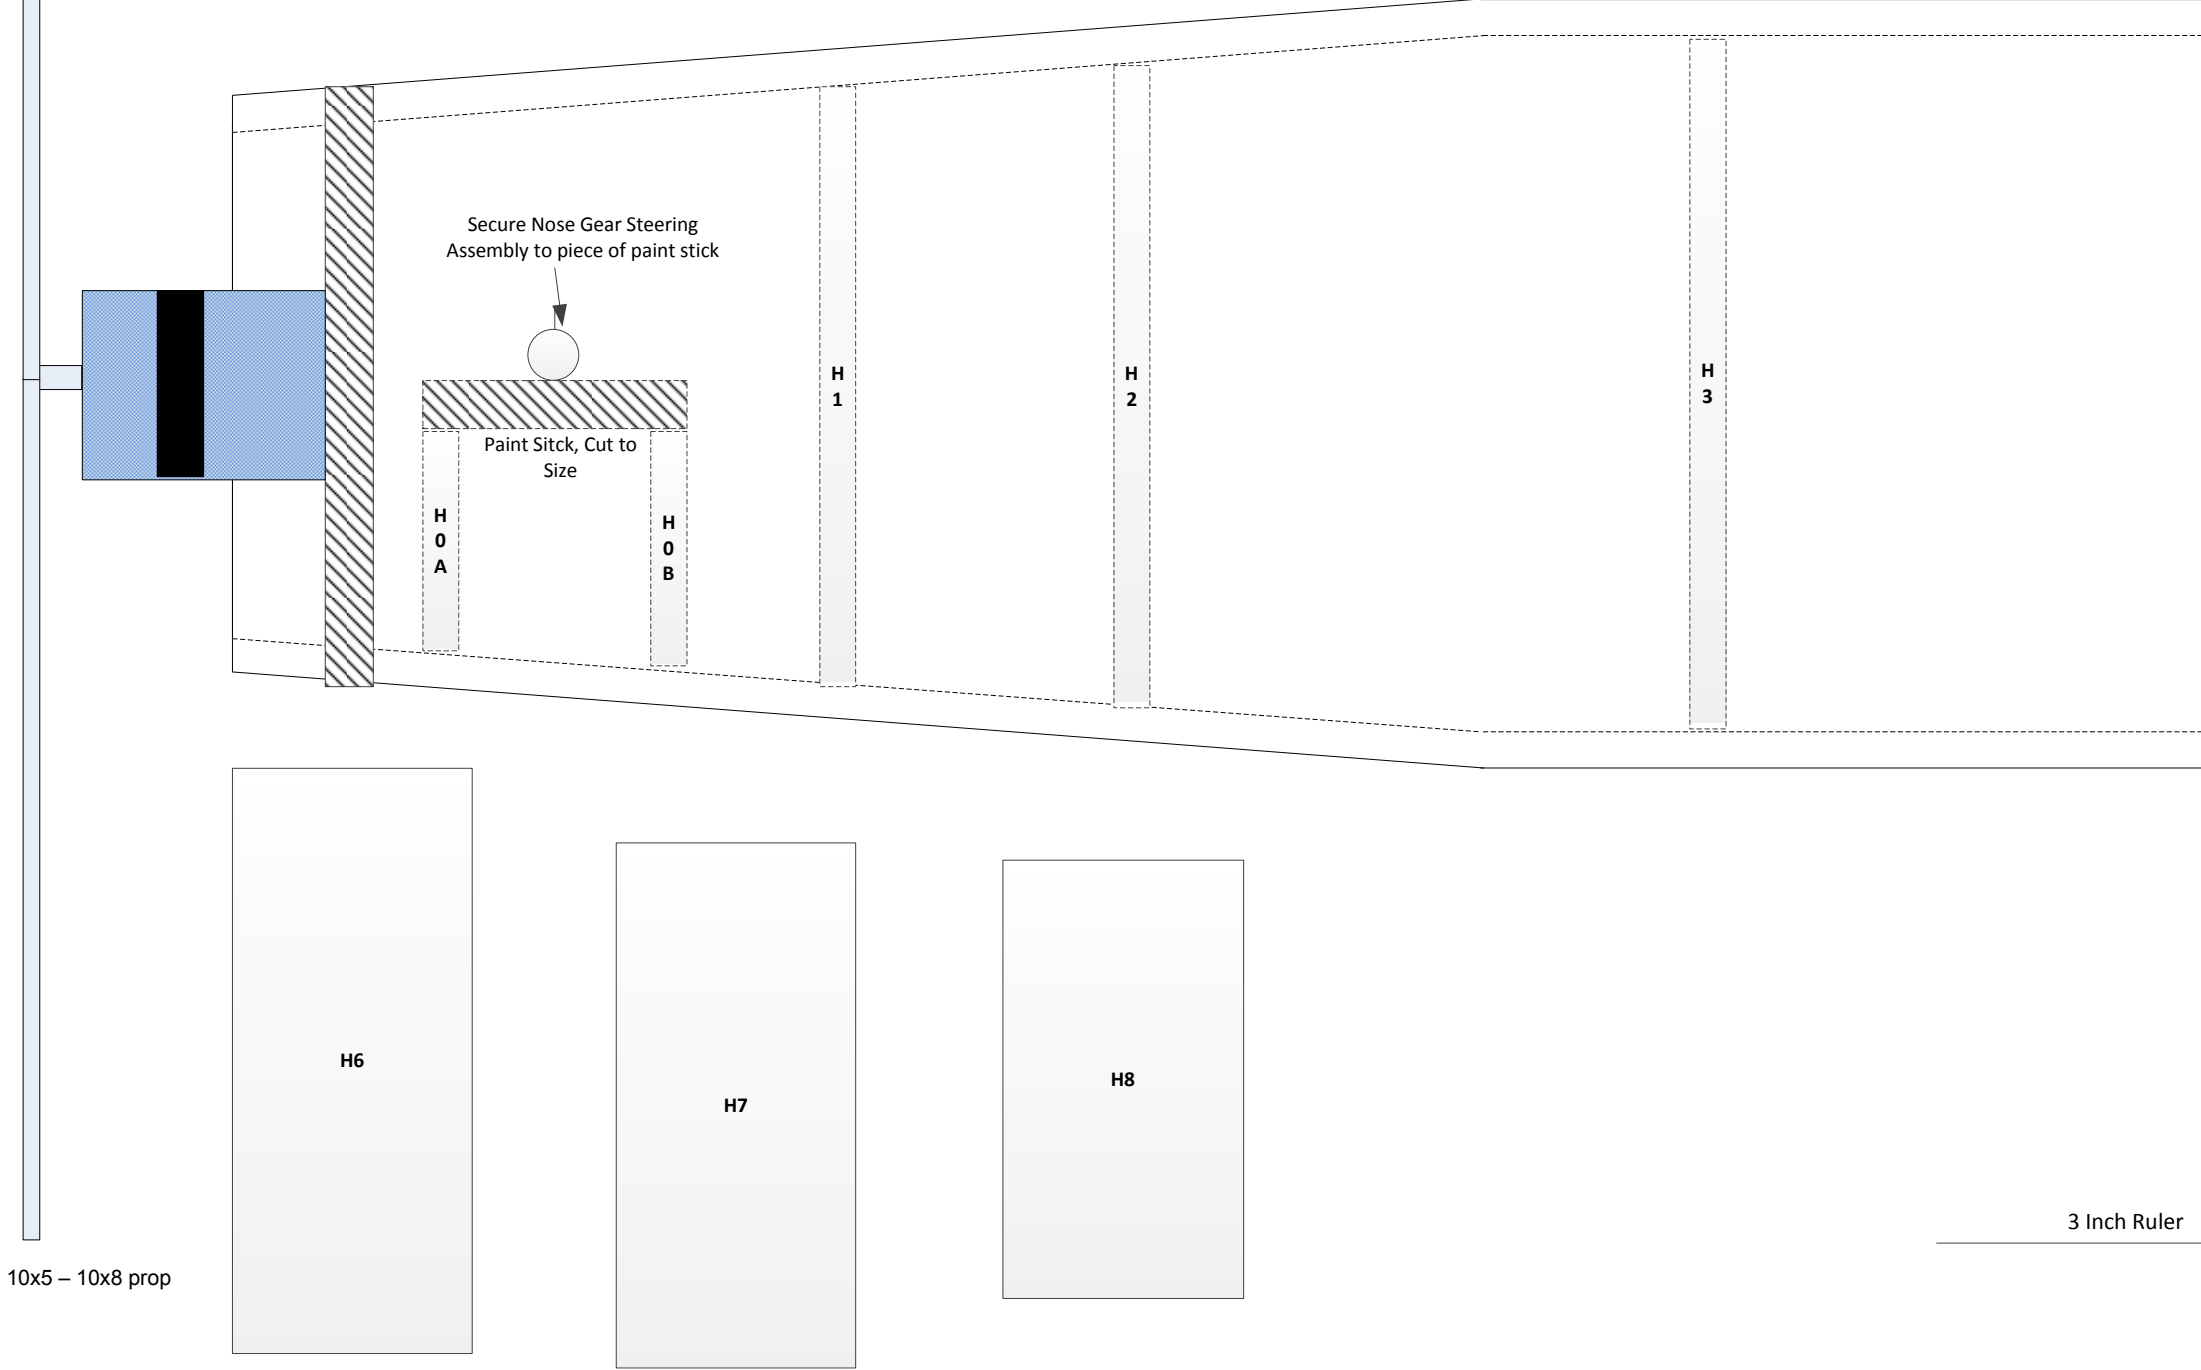 Secure Nose Gear Steering
Assembly to piece of paint stick
Paint Sitck, Cut to
Size
H
0
A
H
0
B
H
1
H
2
H
3
H6
H7
H8
3 Inch Ruler
10x5 – 10x8 prop